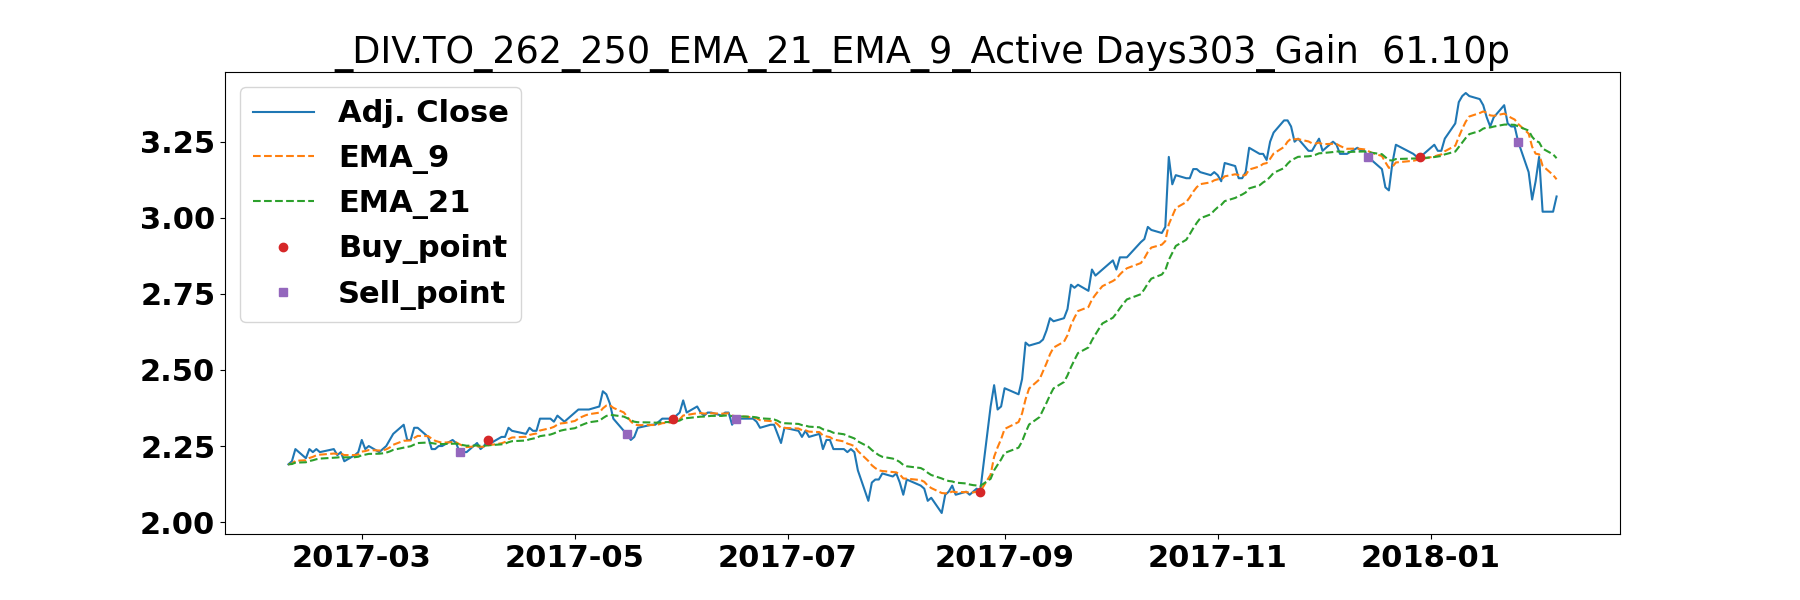 _DIV.TO_262_250_EMA_21_EMA_9_Active Days303_Gain  61.10p
Adj. Close
EMA_9
EMA_21
Buy_point
Sell_point
3.25
3.00
2.75
2.50
2.25
2.00
2017-03 2017-05 2017-07 2017-09 2017-11 2018-01